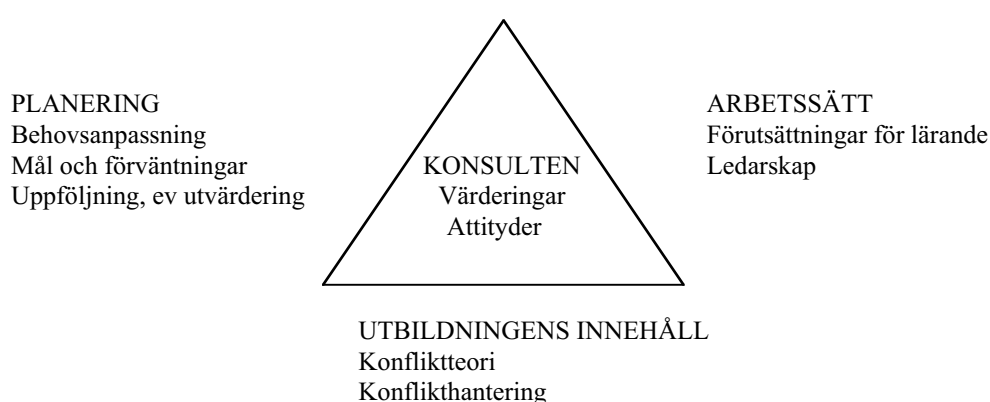 PLANERING
Behovsanpassning
Mål och förväntningar
Uppföljning, ev utvärdering
KONSULTEN
Värderingar
Attityder
ARBETSSÄTT
Förutsättningar för lärande
Ledarskap
UTBILDNINGENS INNEHÅLL
Konfliktteori
Konflikthantering